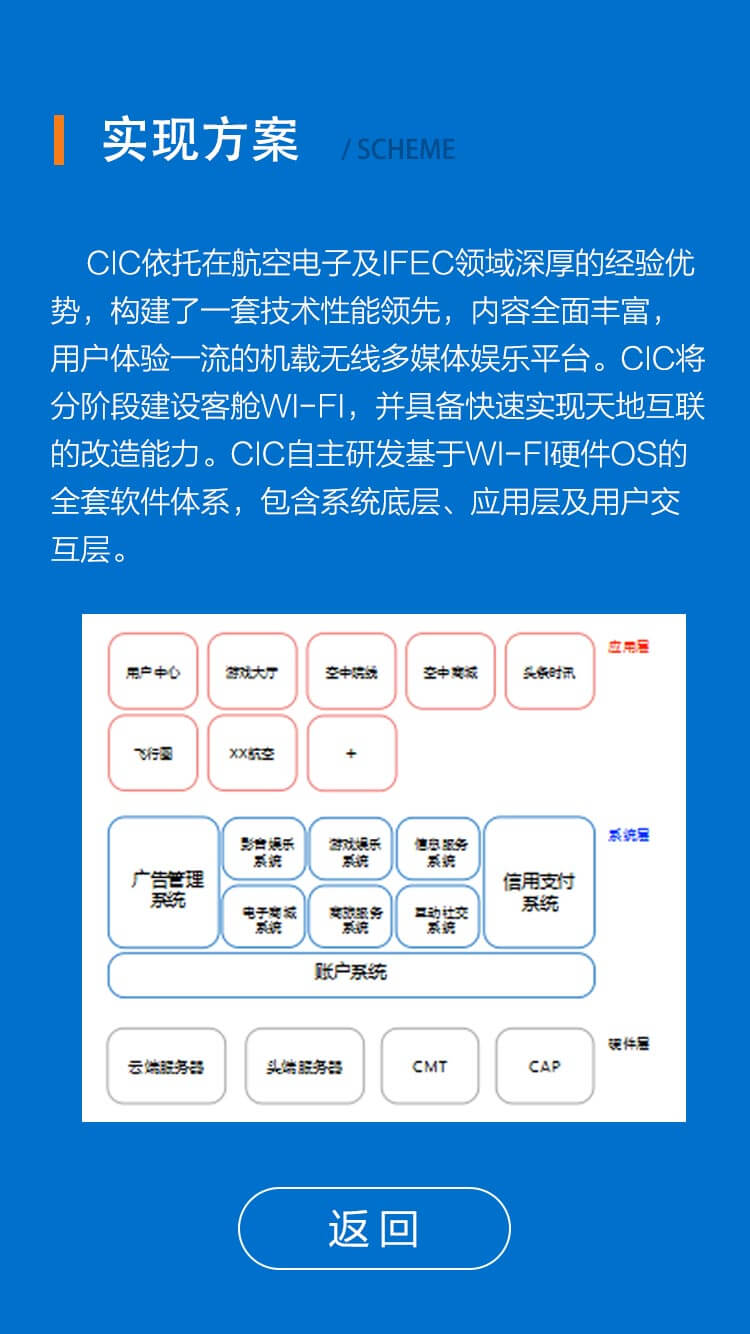 实现方案 / SCHEME
CIC依托在航空电子及IFEC领域深厚的经验优
势，构建了一套技术性能领先，内容全面丰富，
用户体验一流的机载无线多媒体娱乐平台。CIC将
分阶段建设客舱WI-FI，并具备快速实现天地互联
的改造能力。CIC自主研发基于WI-FI硬件OS的
全套软件体系，包含系统底层、应用层及用户交
互层。
用户中心 游戏大厅 空中院线 空中商城 头条时讯 应用层
飞行圈 XX航空 +
系统层
广告管理
系统
影音娱乐
系统
游戏娱乐
系统
信息服务
系统
电子商城
系统
商旅服务
系统
互动社交
系统
信用支付
系统
账户系统
硬件层
云端服务器 头端服务器 CMT CAP
返回